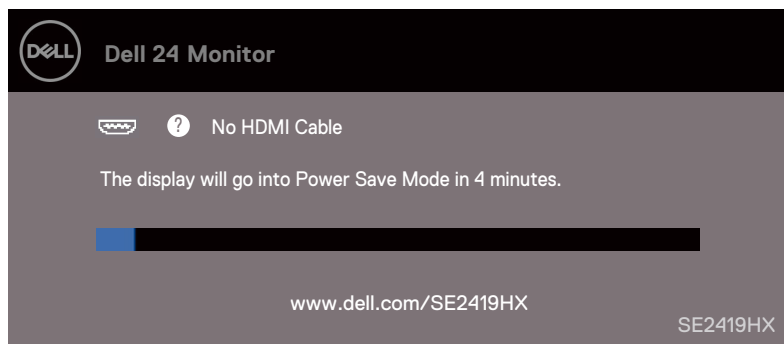 DELL
Dell 24 Monitor
? No HDMI Cable
The display will go into Power Save Mode in 4 minutes.
www.dell.com/SE2419HX
SE2419HX